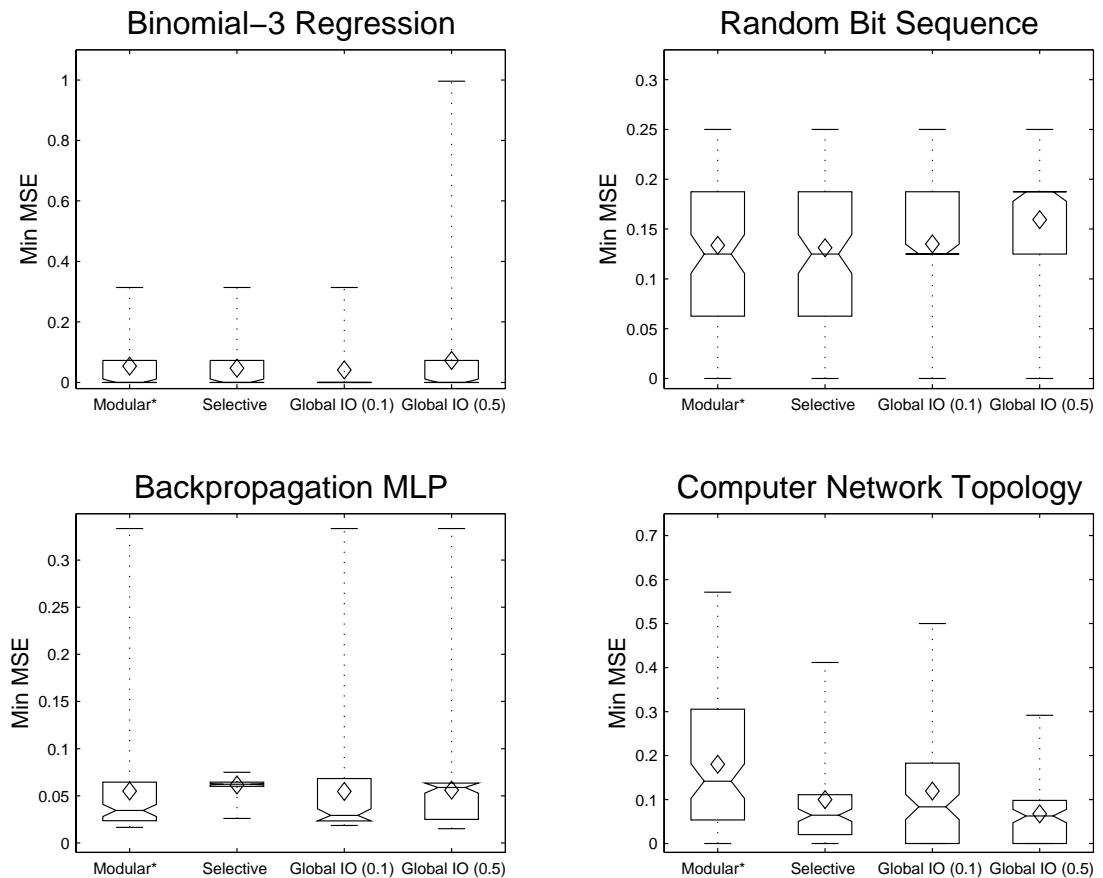 Binomial−3 Regression
Min MSE
1
0.8
0.6
0.4
0.2
0
Modular*
Selective
Global IO (0.1)
Global IO (0.5)
Random Bit Sequence
Min MSE
0.3
0.25
0.2
0.15
0.1
0.05
0
Modular*
Selective
Global IO (0.1)
Global IO (0.5)
Backpropagation MLP
Min MSE
0.3
0.25
0.2
0.15
0.1
0.05
0
Modular*
Selective
Global IO (0.1)
Global IO (0.5)
Computer Network Topology
Min MSE
0.7
0.6
0.5
0.4
0.3
0.2
0.1
0
Modular*
Selective
Global IO (0.1)
Global IO (0.5)